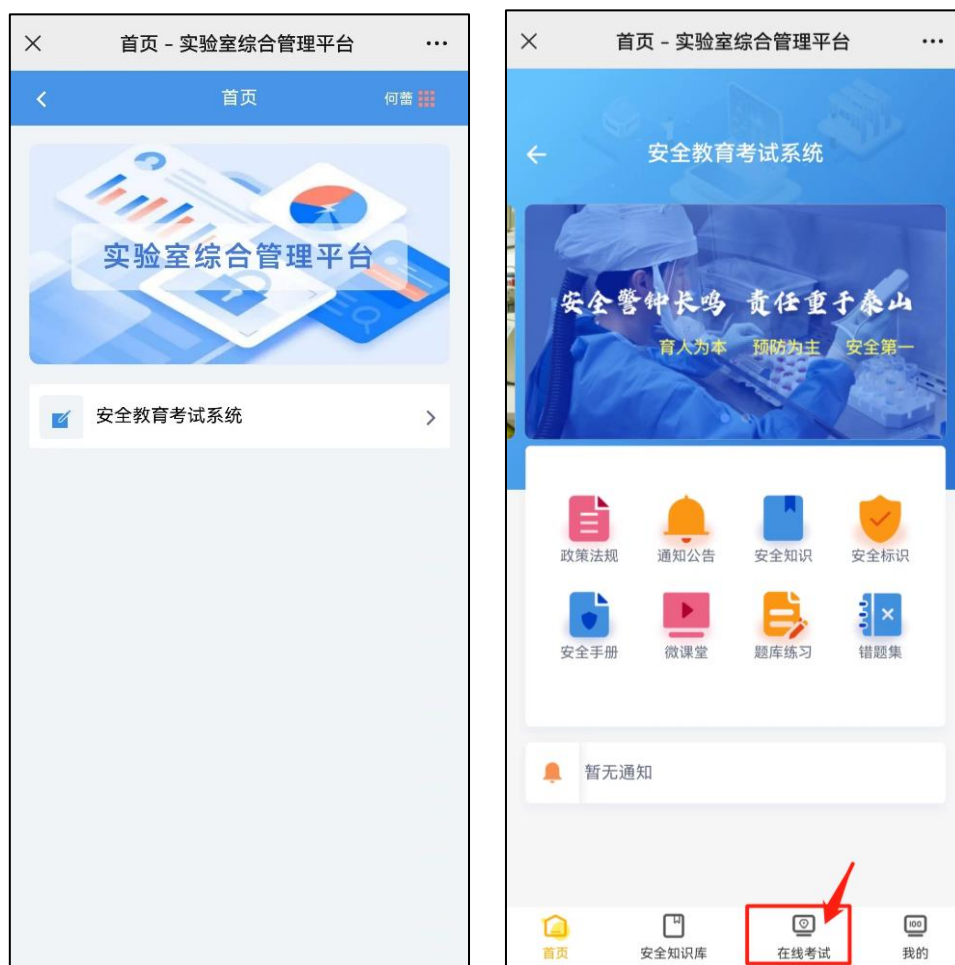 首页 – 实验室综合管理平台
首页
何蕾
实验室综合管理平台
安全教育考试系统
首页 – 实验室综合管理平台
安全教育考试系统
安全警钟长鸣 责任重于泰山
育人为本 预防为主 安全第一
政策法规 通知公告 安全知识 安全标识
安全手册 微课堂 题库练习 错题集
暂无通知
100
首页 安全知识库 在线考试 我的